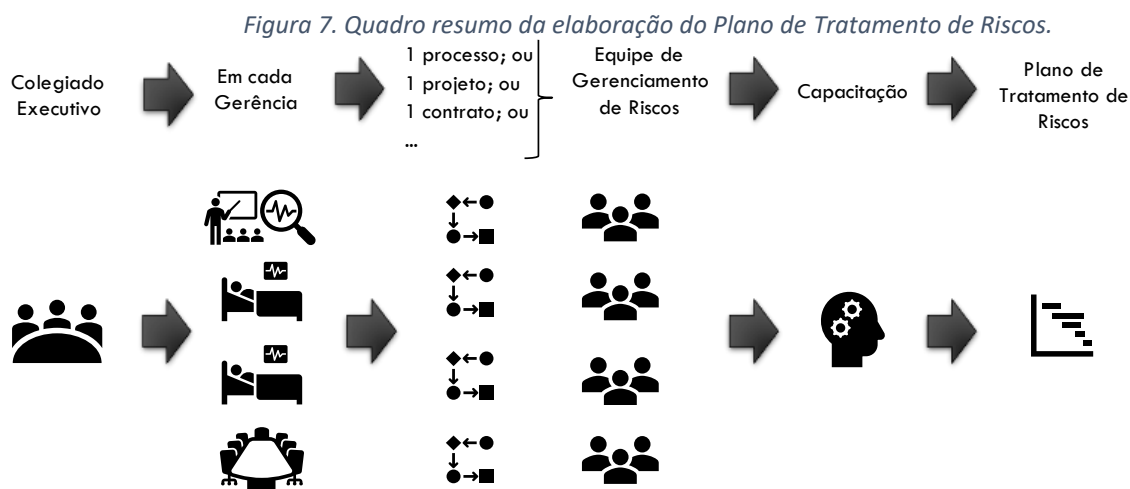 Figura 7. Quadro resumo da elaboração do Plano de Tratamento de Riscos.
Colegiado
Executivo
Em cada
Gerência
1 processo; ou
1 projeto; ou
1 contrato; ou
...
Equipe de
Gerenciamento
de Riscos
Capacitação
Plano de
Tratamento de
Riscos